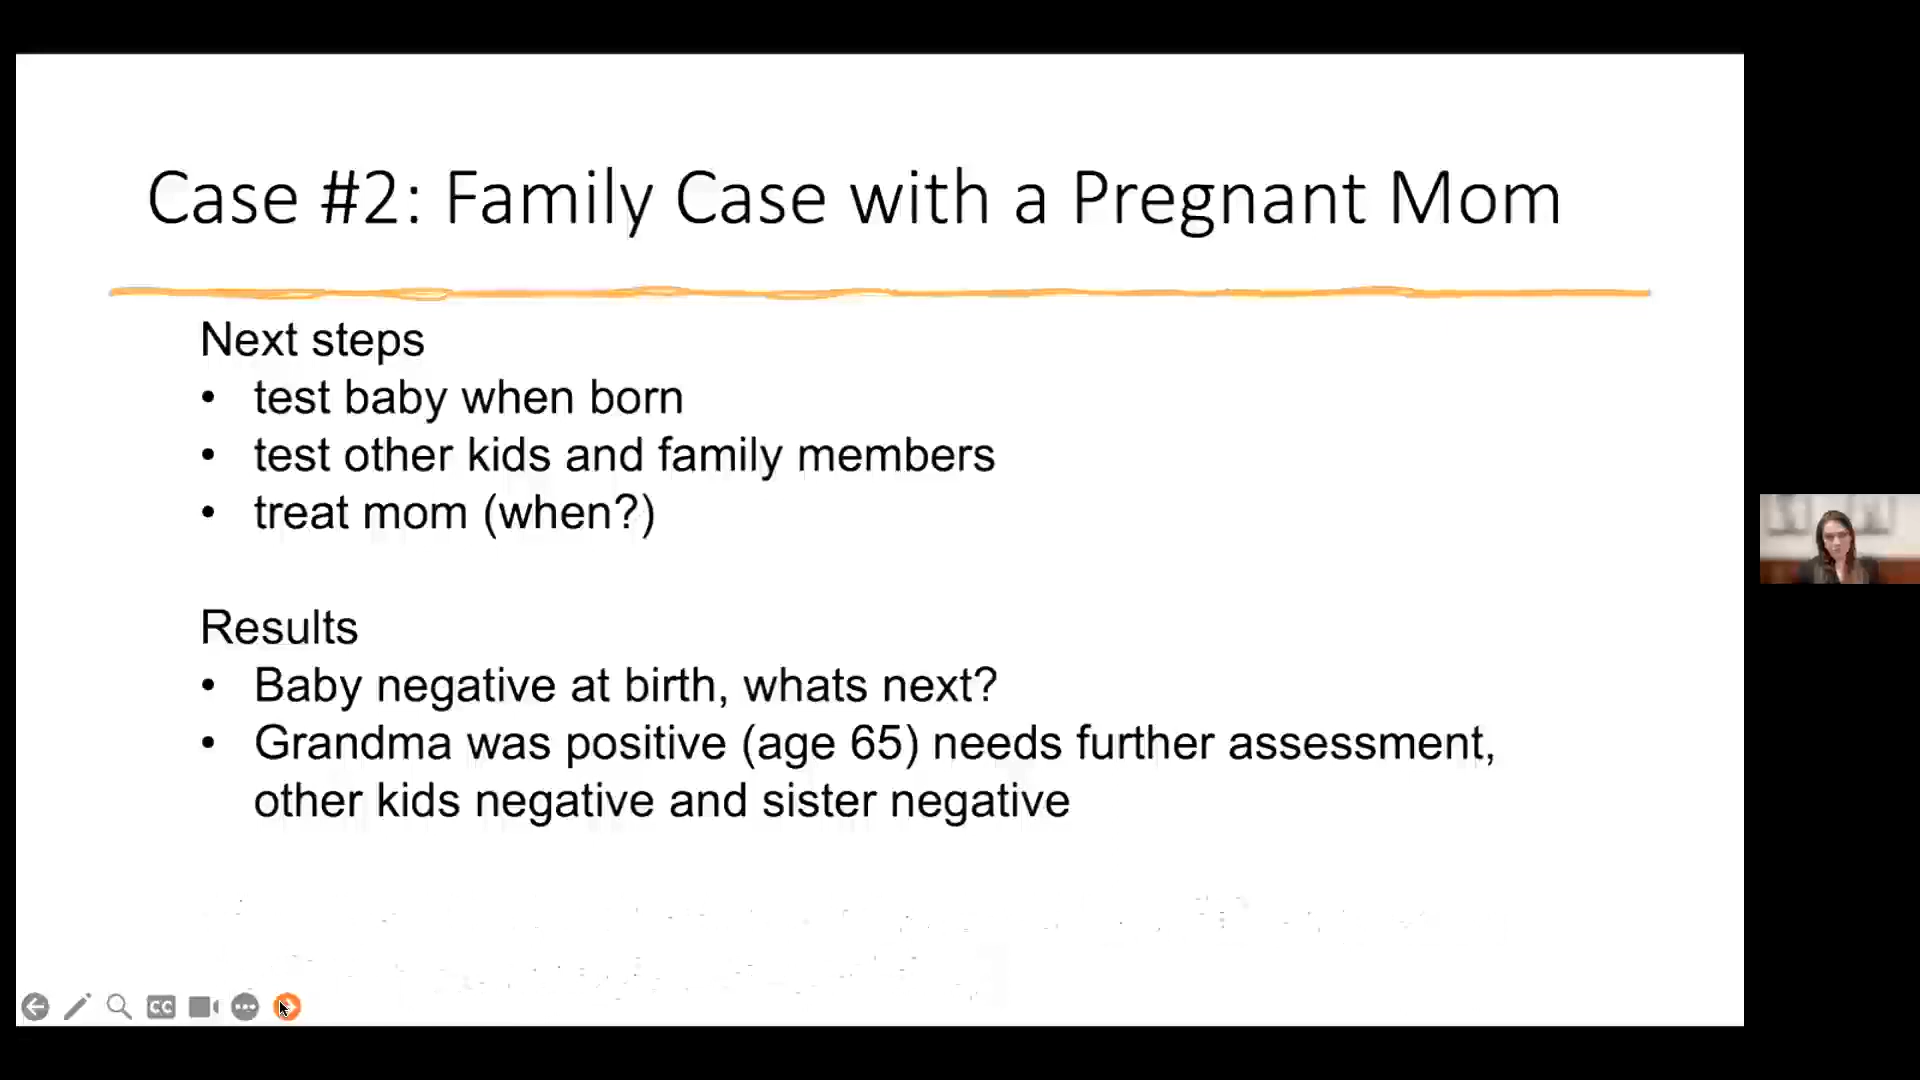 Case #2: Family Case with a Pregnant Mom
Next steps
• test baby when born
• test other kids and family members
• treat mom (when?)
Results
• Baby negative at birth, whats next?
• Grandma was positive (age 65) needs further assessment,
other kids negative and sister negative
CC